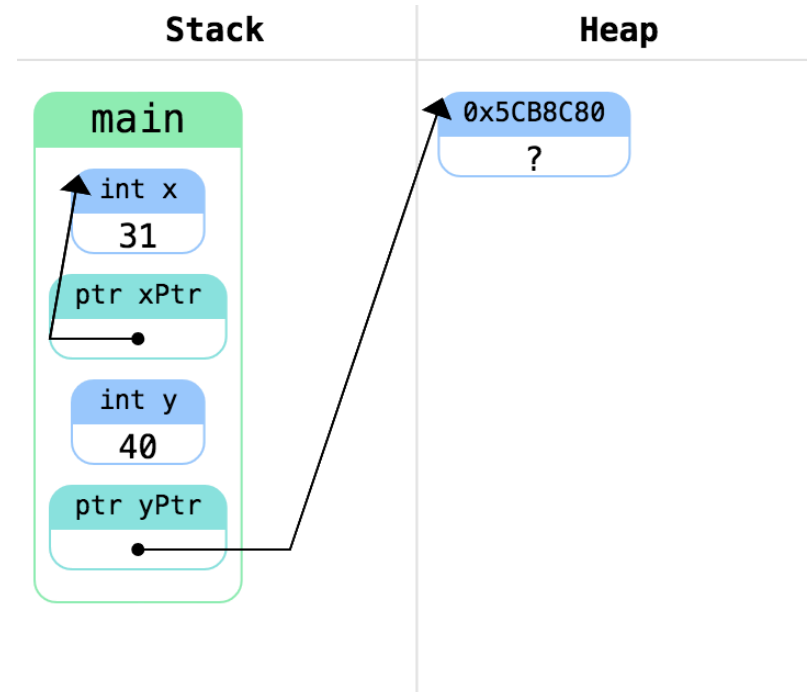 Stack
Heap
main
int x
31
ptr xPtr
int y
40
ptr yPtr
0x5CB8C80
?